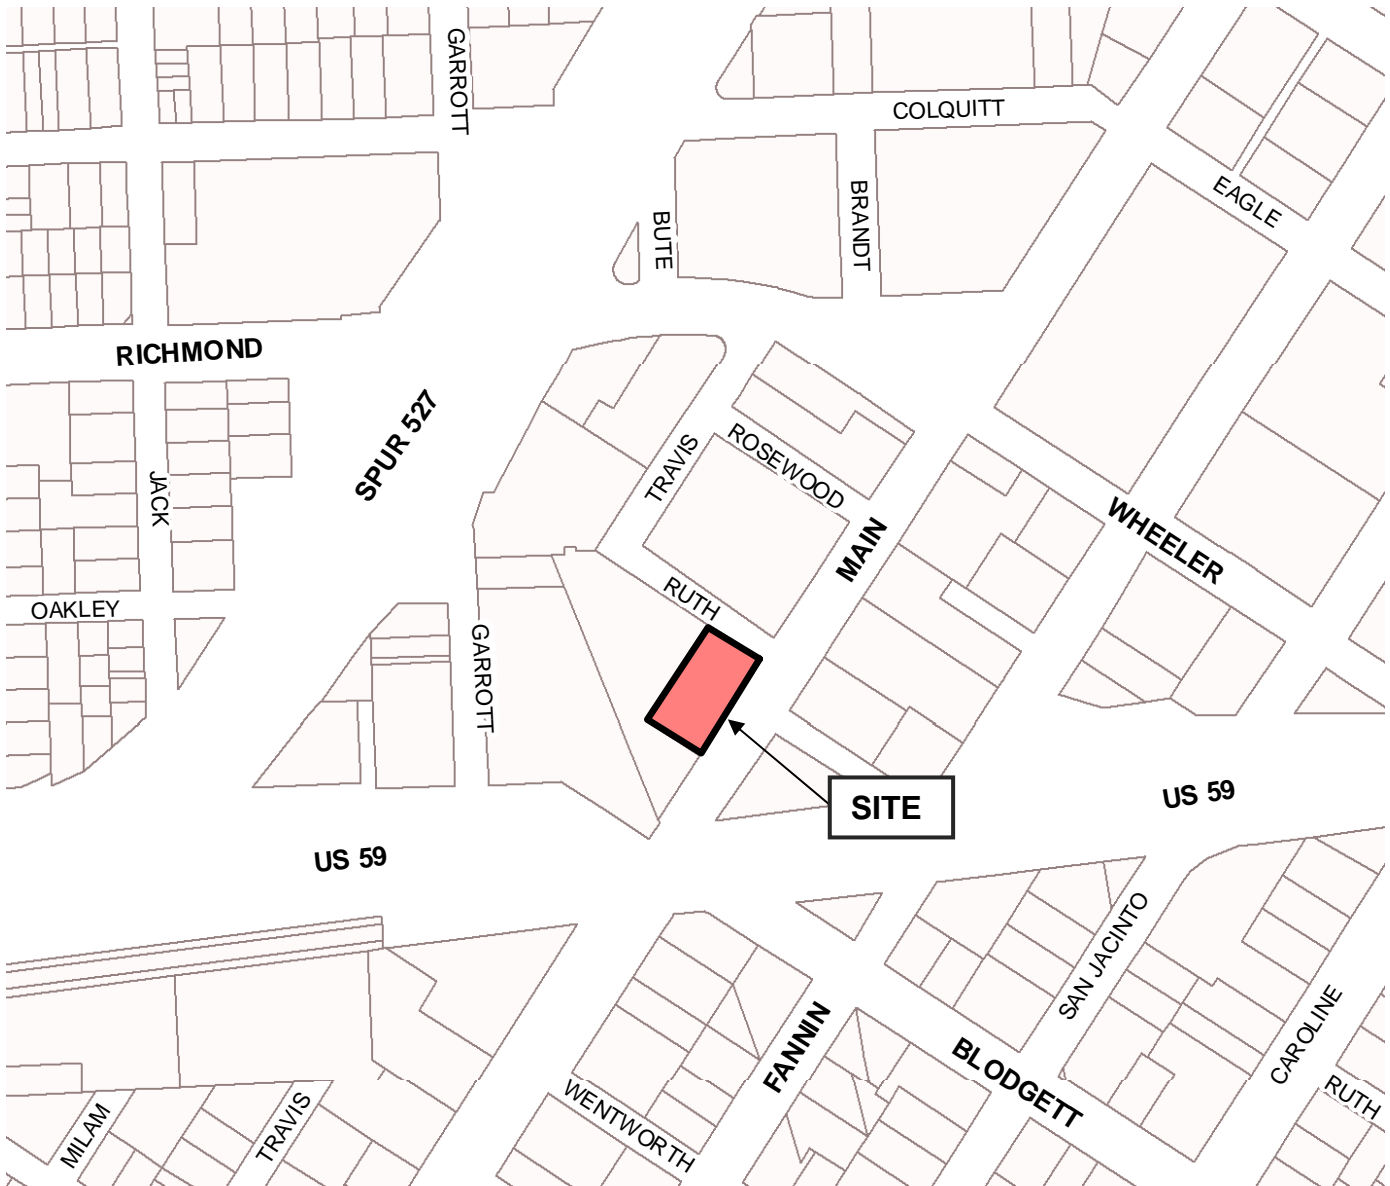 GARROTT
COLQUITT
EAGLE
BRANDT
BUTE
RICHMOND
SPUR 527
ROSEWOOD
TRAVIS
JACK
MAIN
WHEELER
RUTH
OAKLEY
GARROTT
SITE
US 59
US 59
SAN JACINTO
CAROLINE
FANNIN
BLODGETT
RUTH
WENTWORTH
MILAM
TRAVIS